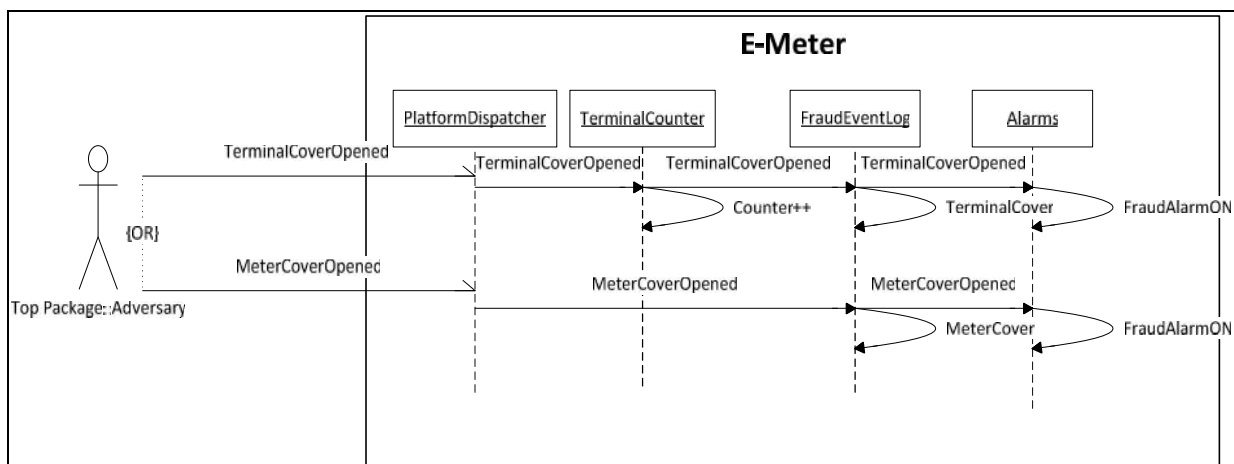 E-Meter
PlatformDispatcher
TerminalCounter
FraudEventLog
Alarms
TerminalCoverOpened
TerminalCoverOpened
TerminalCoverOpened
TerminalCoverOpened
Counter++
TerminalCover
FraudAlarmON
{OR}
MeterCoverOpened
MeterCoverOpened
MeterCoverOpened
MeterCover
FraudAlarmON
Top Package::Adversary